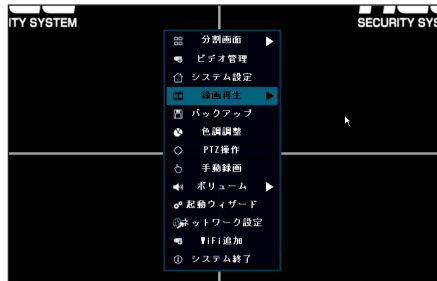 ITY SYSTEM
SECURITY SYS
分割画面
ビデオ管理
システム設定
録画再生
バックアップ
色調調整
PTZ操作
手動録画
ボリューム
起動ウィザード
ネットワーク設定
WiFi追加
システム終了